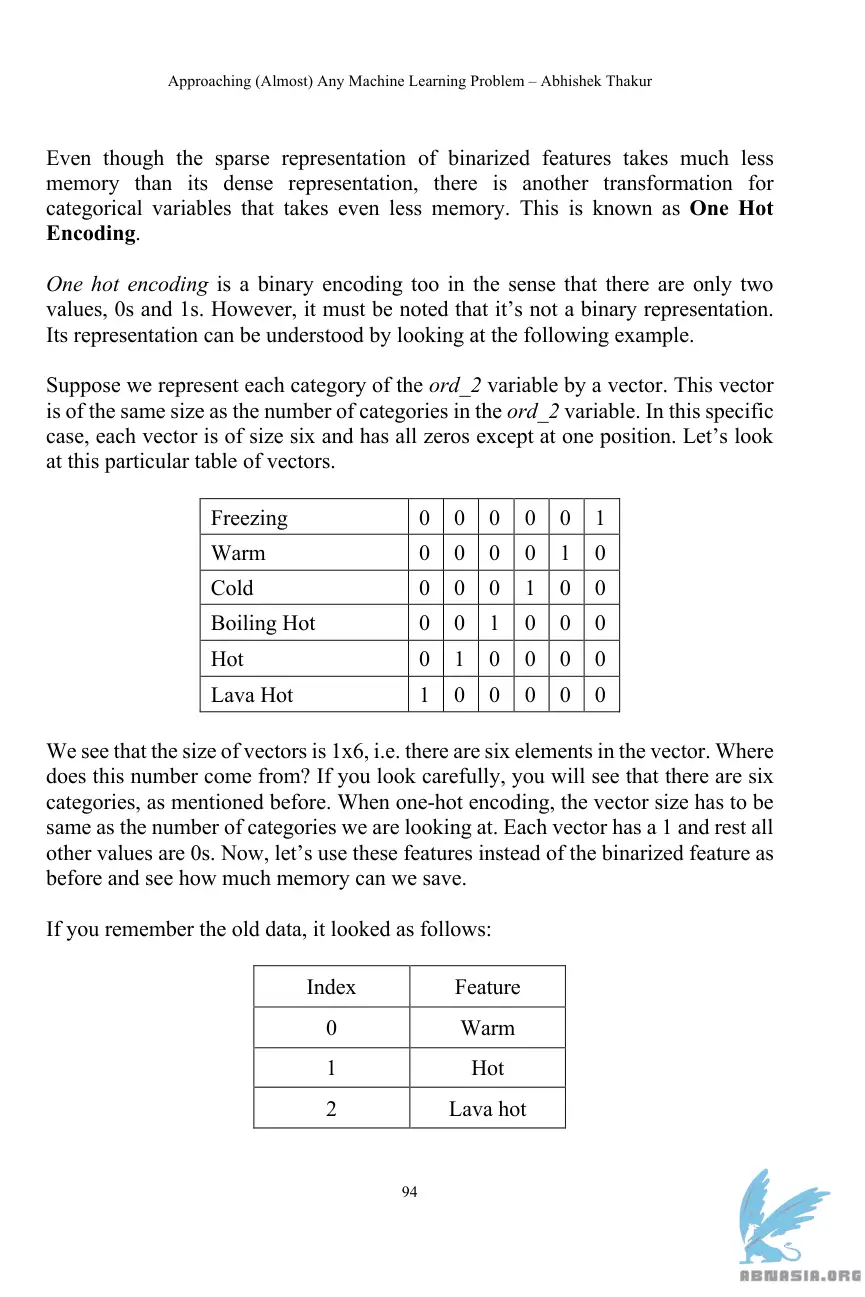 Approaching (Almost) Any Machine Learning Problem – Abhishek Thakur
Even though the sparse representation of binarized features takes much less
memory than its dense representation, there is another transformation for
categorical variables that takes even less memory. This is known as One Hot
Encoding.
One hot encoding is a binary encoding too in the sense that there are only two
values, 0s and 1s. However, it must be noted that it’s not a binary representation.
Its representation can be understood by looking at the following example.
Suppose we represent each category of the ord_2 variable by a vector. This vector
is of the same size as the number of categories in the ord_2 variable. In this specific
case, each vector is of size six and has all zeros except at one position. Let’s look
at this particular table of vectors.
Freezing 0 0 0 0 0 1
Warm 0 0 0 0 1 0
Cold 0 0 0 1 0 0
Boiling Hot 0 0 1 0 0 0
Hot 0 1 0 0 0 0
Lava Hot 1 0 0 0 0 0
We see that the size of vectors is 1x6, i.e. there are six elements in the vector. Where
does this number come from? If you look carefully, you will see that there are six
categories, as mentioned before. When one-hot encoding, the vector size has to be
same as the number of categories we are looking at. Each vector has a 1 and rest all
other values are 0s. Now, let’s use these features instead of the binarized feature as
before and see how much memory can we save.
If you remember the old data, it looked as follows:
Index Feature
0 Warm
1 Hot
2 Lava hot
94
ABNASIA.ORG